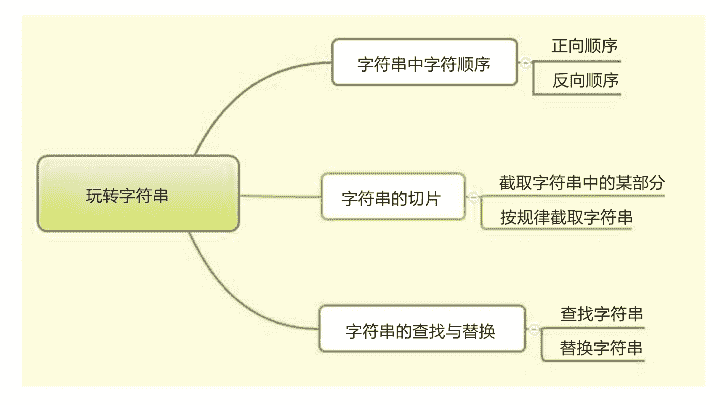 玩转字符串
字符串中字符顺序
正向顺序
反向顺序
字符串的切片
截取字符串中的某部分
按规律截取字符串
字符串的查找与替换
查找字符串
替换字符串